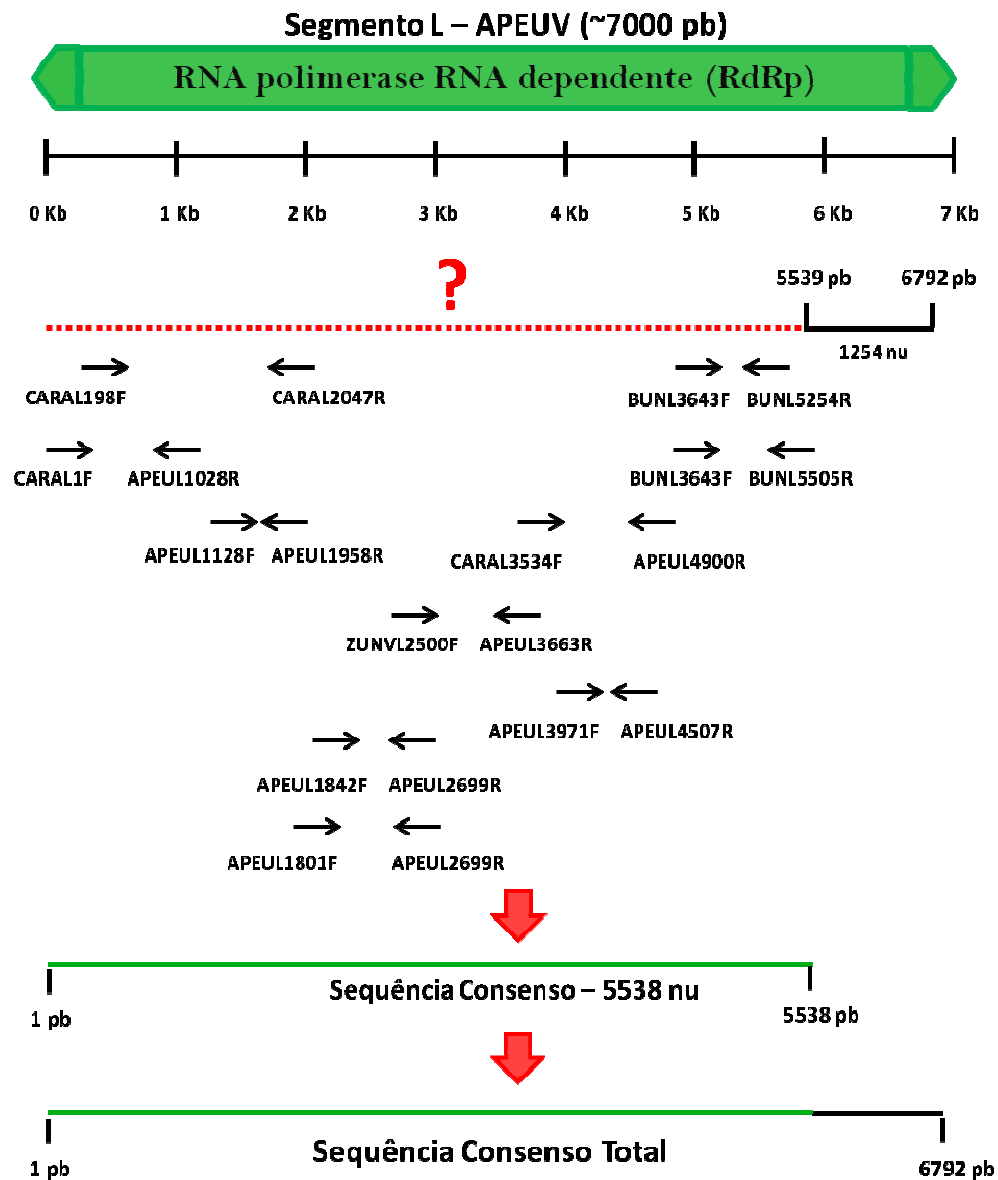 Segmento L – APEUV (~7000 pb)
RNA polimerase RNA dependente (RdRp)
0 Kb 1 Kb 2 Kb 3 Kb 4 Kb 5 Kb 6 Kb 7 Kb
?
5539 pb 6792 pb
1254 nu
CARAL198F CARAL2047R BUNL3643F BUNL5254R
CARAL1F APEUL1028R BUNL3643F BUNL5505R
APEUL1128F APEUL1958R CARAL3534F APEUL4900R
ZUNVL2500F APEUL3663R
APEUL3971F APEUL4507R
APEUL1842F APEUL2699R
APEUL1801F APEUL2699R
Sequência Consenso – 5538 nu
1 pb 5538 pb
Sequência Consenso Total
1 pb 6792 pb